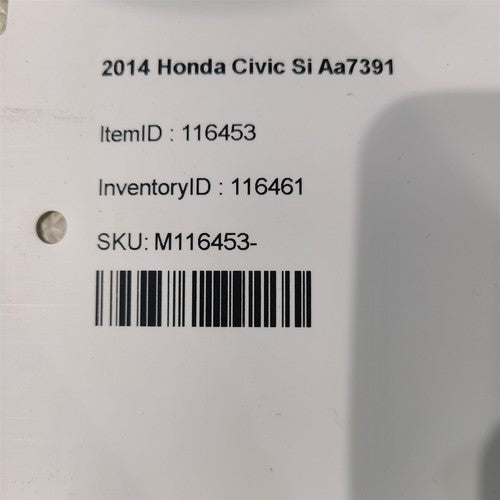 2014 Honda Civic Si Aa7391
ItemID : 116453
InventoryID : 116461
SKU: M116453-